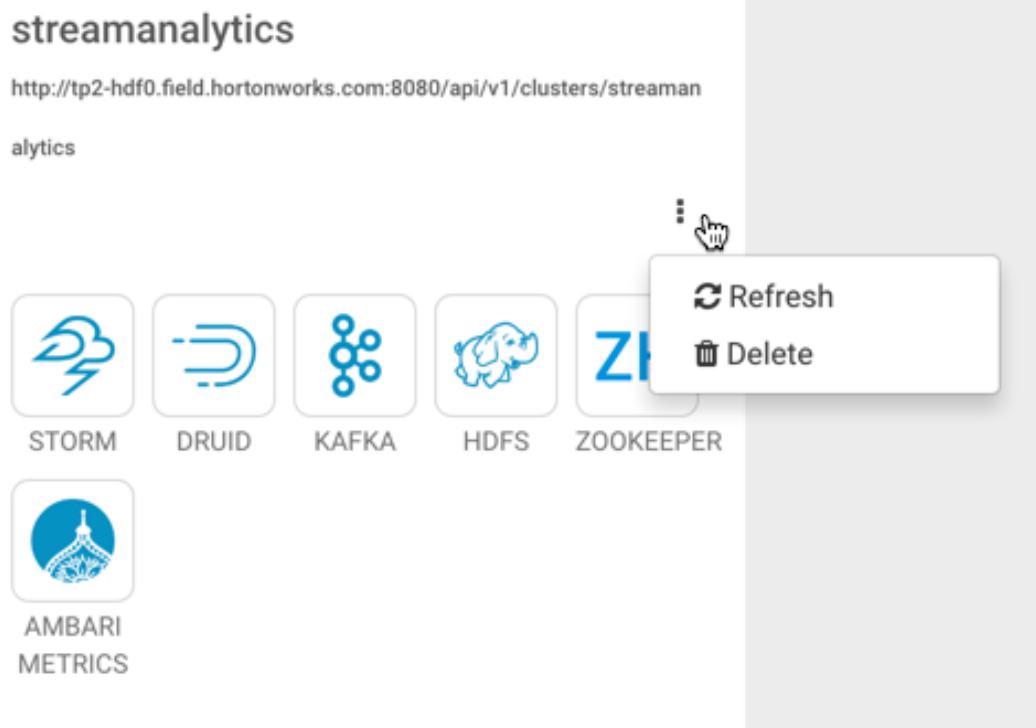 streamanalytics
http://tp2-hdf0.field.hortonworks.com:8080/api/v1/clusters/streaman
alytics
Refresh
Delete
STORM
DRUID
KAFKA
HDFS
ZOOKEEPER
AMBARI
METRICS